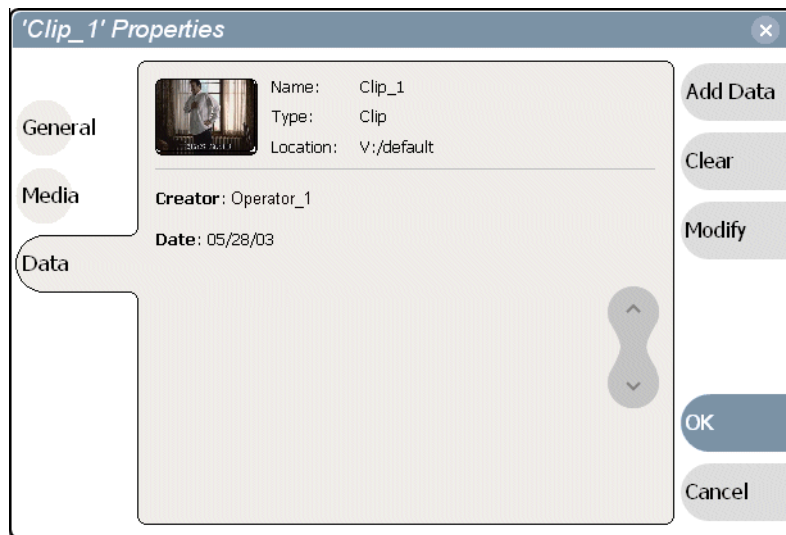 'Clip_1' Properties
General
Media
Data
Name: Clip_1
Type: Clip
Location: V:/default
Creator: Operator_1
Date: 05/28/03
Add Data
Clear
Modify
OK
Cancel